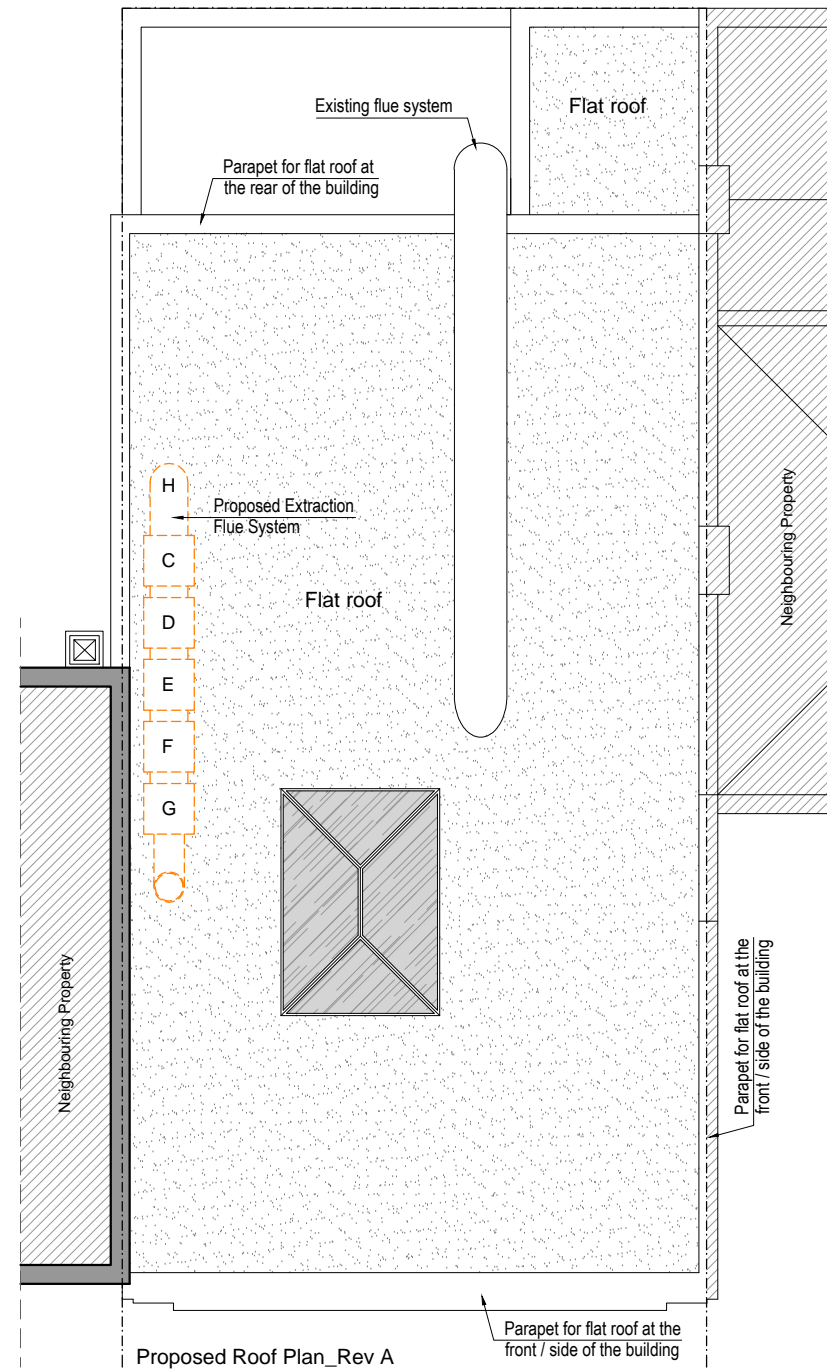 Existing flue system
Flat roof
Parapet for flat roof at
the rear of the building
H
Proposed Extraction
Flue System
C
Flat roof
D
E
F
G
Neighbouring Property
Neighbouring Property
Parapet for flat roof at the
front / side of the building
Parapet for flat roof at the
front / side of the building
Proposed Roof Plan_Rev A